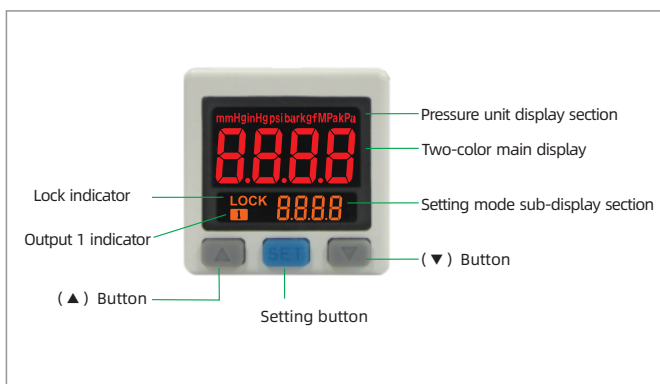 mmHginHgpsibarkgfMPakPa
Pressure unit display section
8.8.8.8
Two-color main display
Lock indicator
LOCK
8.8.8.8
Setting mode sub-display section
1
Output 1 indicator
SET
(▲) Button
(▼) Button
Setting button